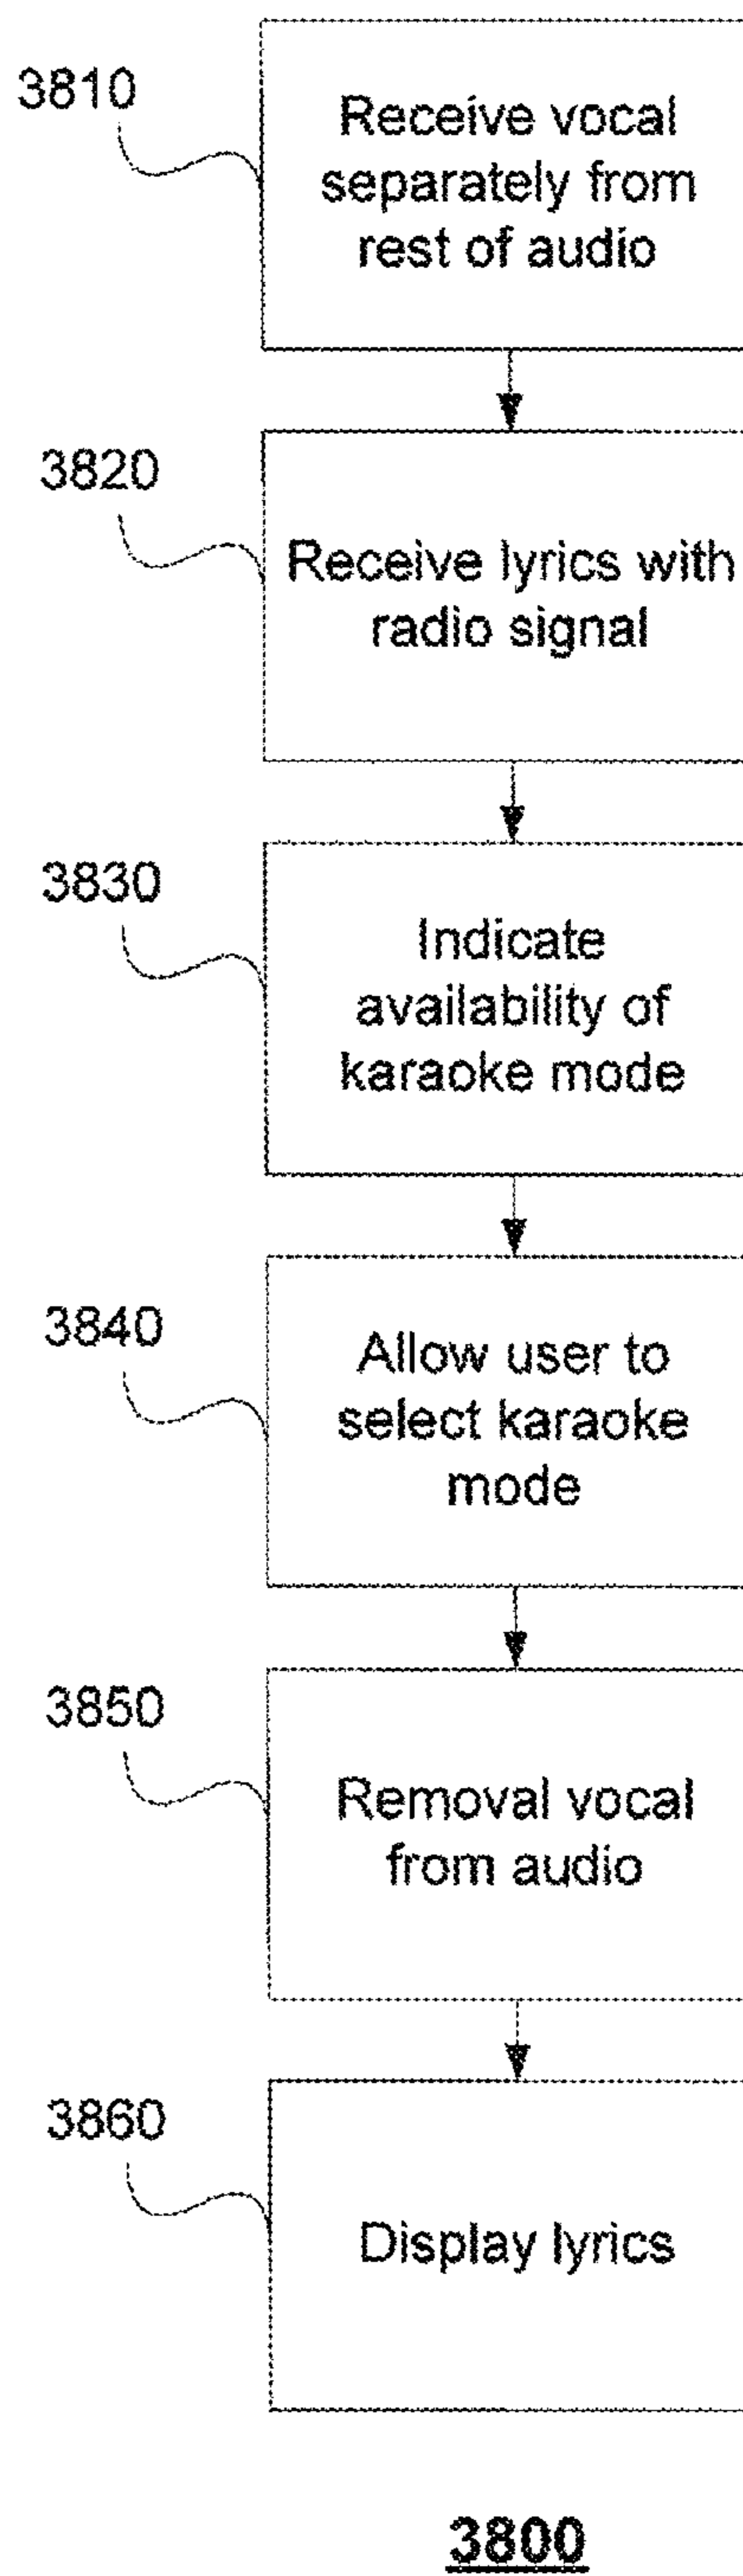 3810
Receive vocal
separately from
rest of audio
3820
Receive lyrics with
radio signal
3830
Indicate
availability of
karaoke mode
3840
Allow user to
select karaoke
mode
3850
Removal vocal
from audio
3860
Display lyrics
3800